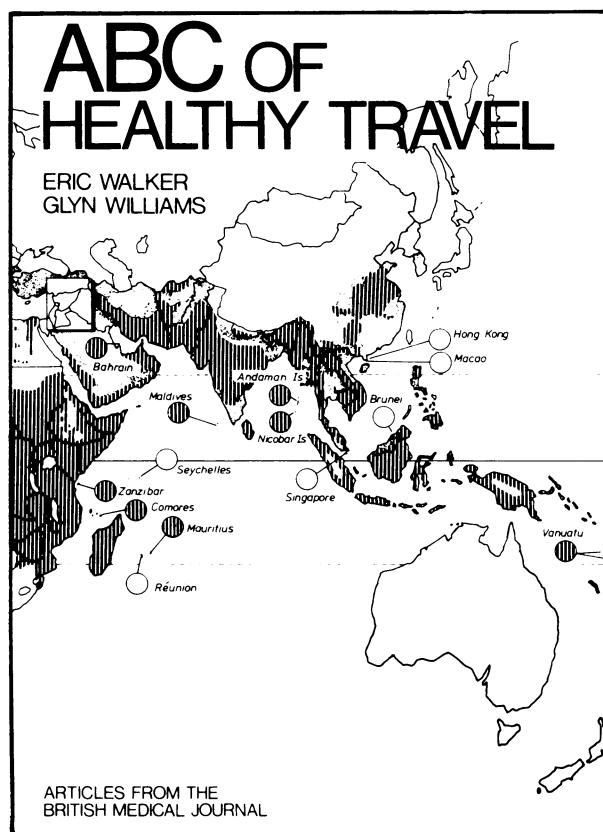 ABC OF
HEALTHY TRAVEL
ERIC WALKER
GLYN WILLIAMS
Hong Kong
Macao
Bahrain
Andaman Is
Maldives
Brunei
Nicobar Is
Seychelles
Singapore
Zanzibar
Comores
Mauritius
Vanuatu
Réunion
ARTICLES FROM THE
BRITISH MEDICAL JOURNAL